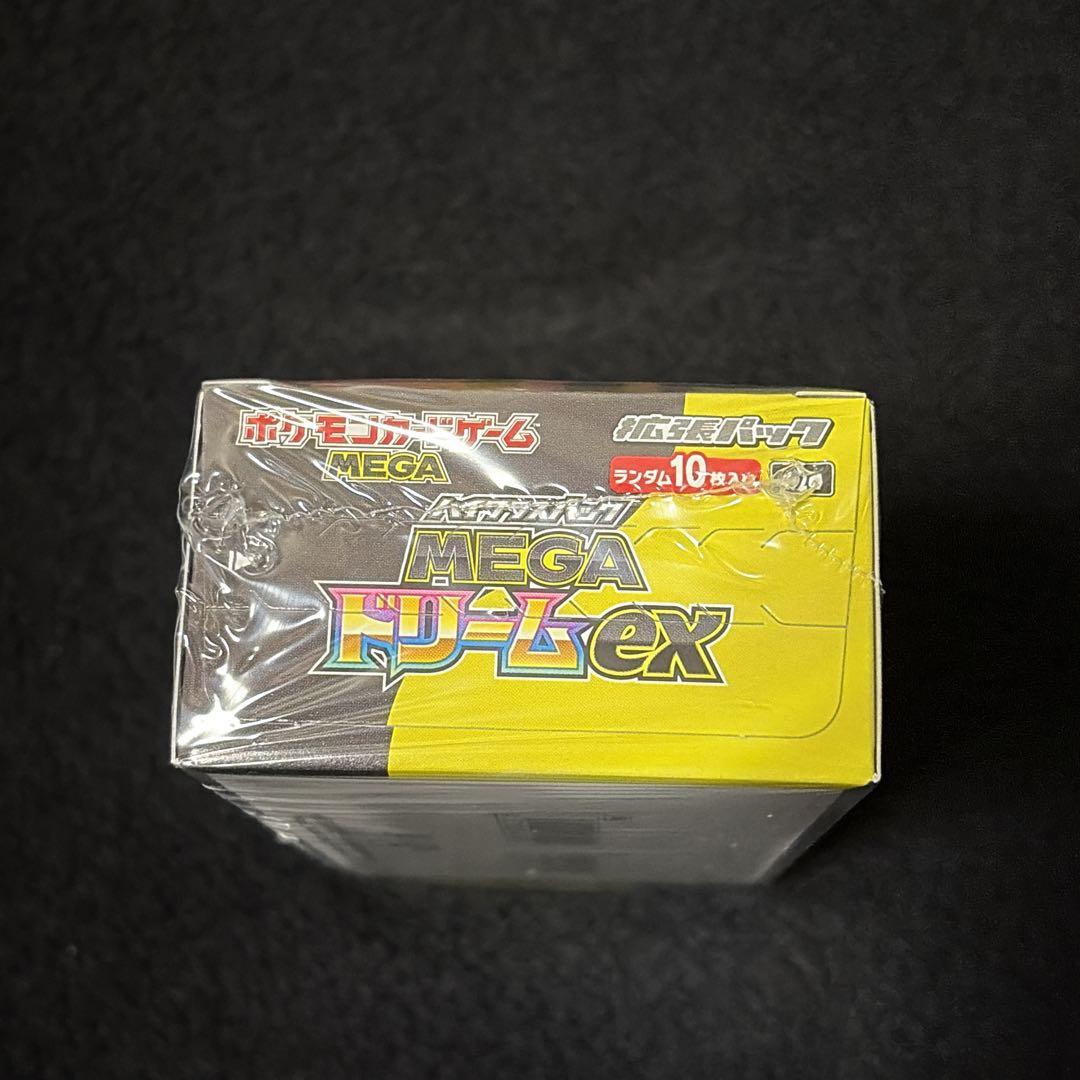 ポケモンカードゲーム
MEGA
拡張パック
ランダム10枚入り
ハイクラスパック
MEGA
ドリームex